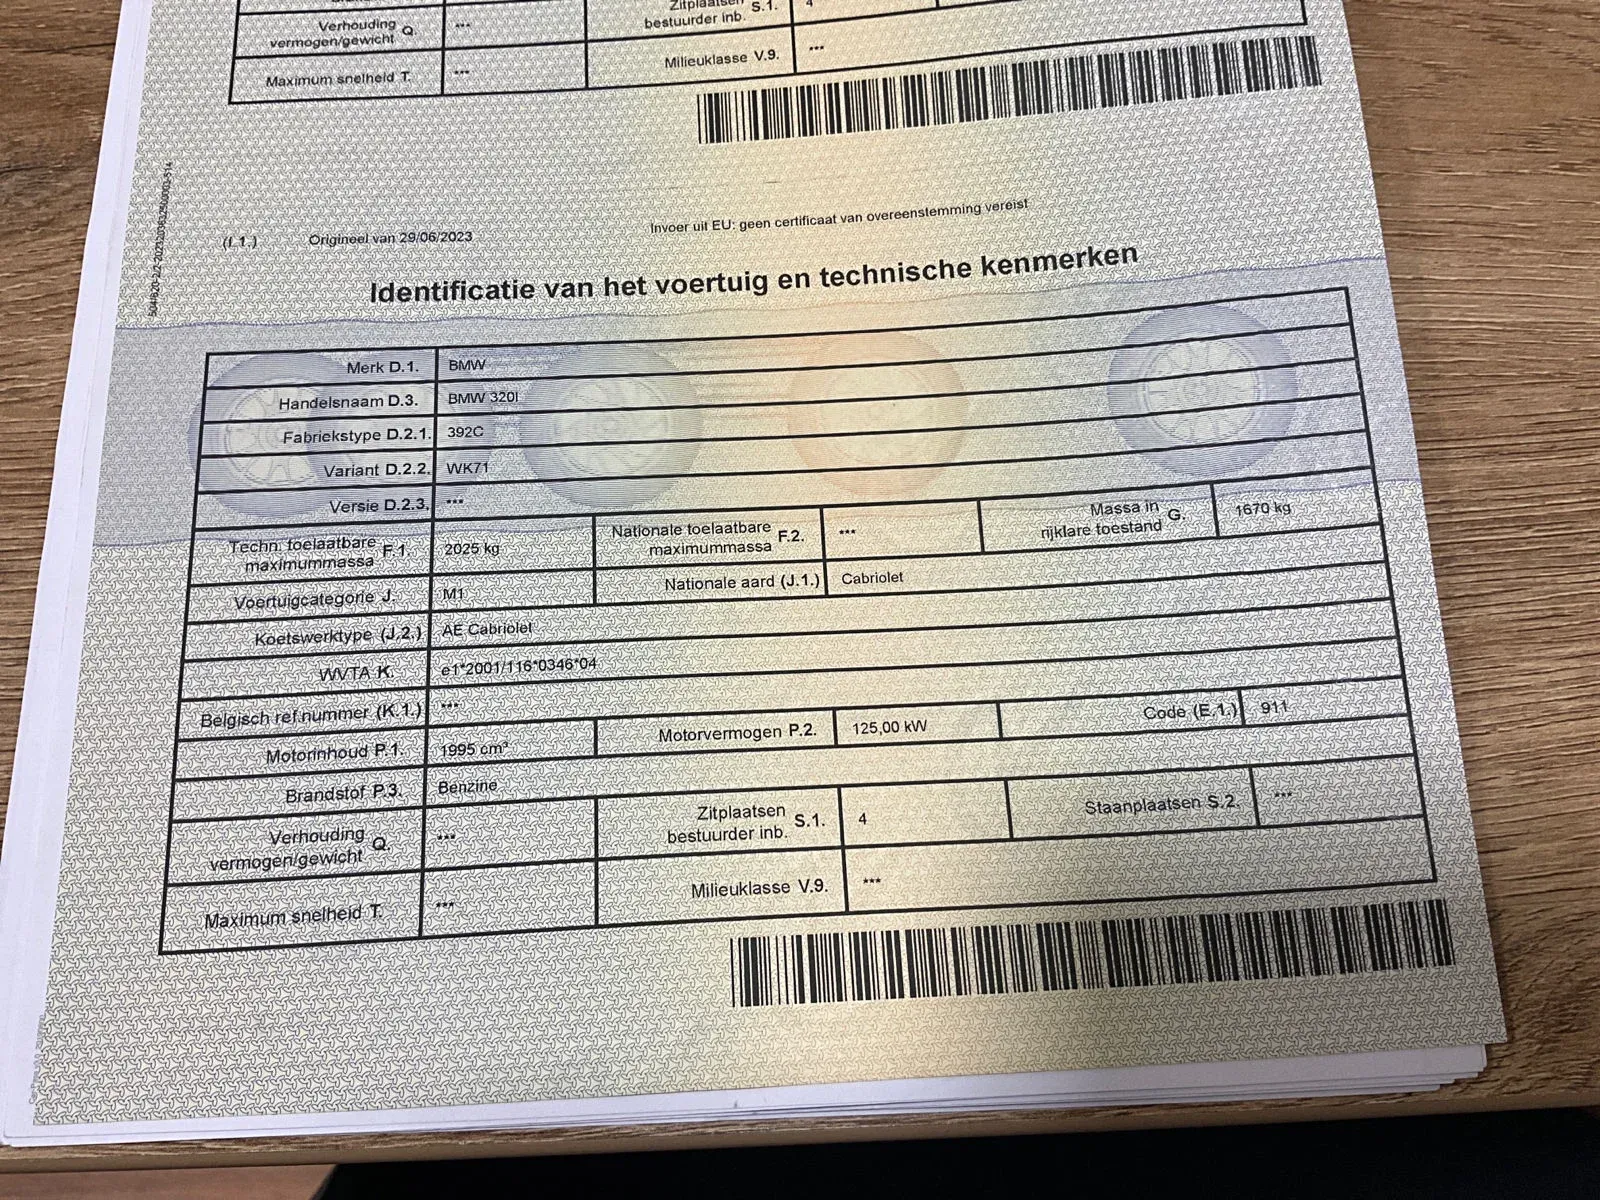 Verhouding vermogen/gewicht Q. ***
Zitplaatsen bestuurder inb. S.1. 4
Maximum snelheid T. ***
Milieuklasse V.9. ***
(I.1.) Origineel van 29/06/2023
Invoer uit EU: geen certificaat van overeenstemming vereist
Identificatie van het voertuig en technische kenmerken
Merk D.1. BMW
Handelsnaam D.3. BMW 320I
Fabriekstype D.2.1. 392C
Variant D.2.2. WK71
Versie D.2.3. ***
Techn. toelaatbare maximummassa F.1. 2025 kg
Nationale toelaatbare maximummassa F.2. ***
Massa in rijklare toestand G. 1670 kg
Voertuigcategorie J. M1
Nationale aard (J.1.) Cabriolet
Koetswerktype (J.2.) AE Cabriolet
WVTA K. e1*2001/116*0346*04
Belgisch ref.nummer (K.1.) ***
Motorinhoud P.1. 1995 cm³
Motorvermogen P.2. 125,00 kW
Code (E.1.) 911
Brandstof P.3. Benzine
Verhouding vermogen/gewicht Q. ***
Zitplaatsen bestuurder inb. S.1. 4
Staanplaatsen S.2. ***
Maximum snelheid T. ***
Milieuklasse V.9. ***